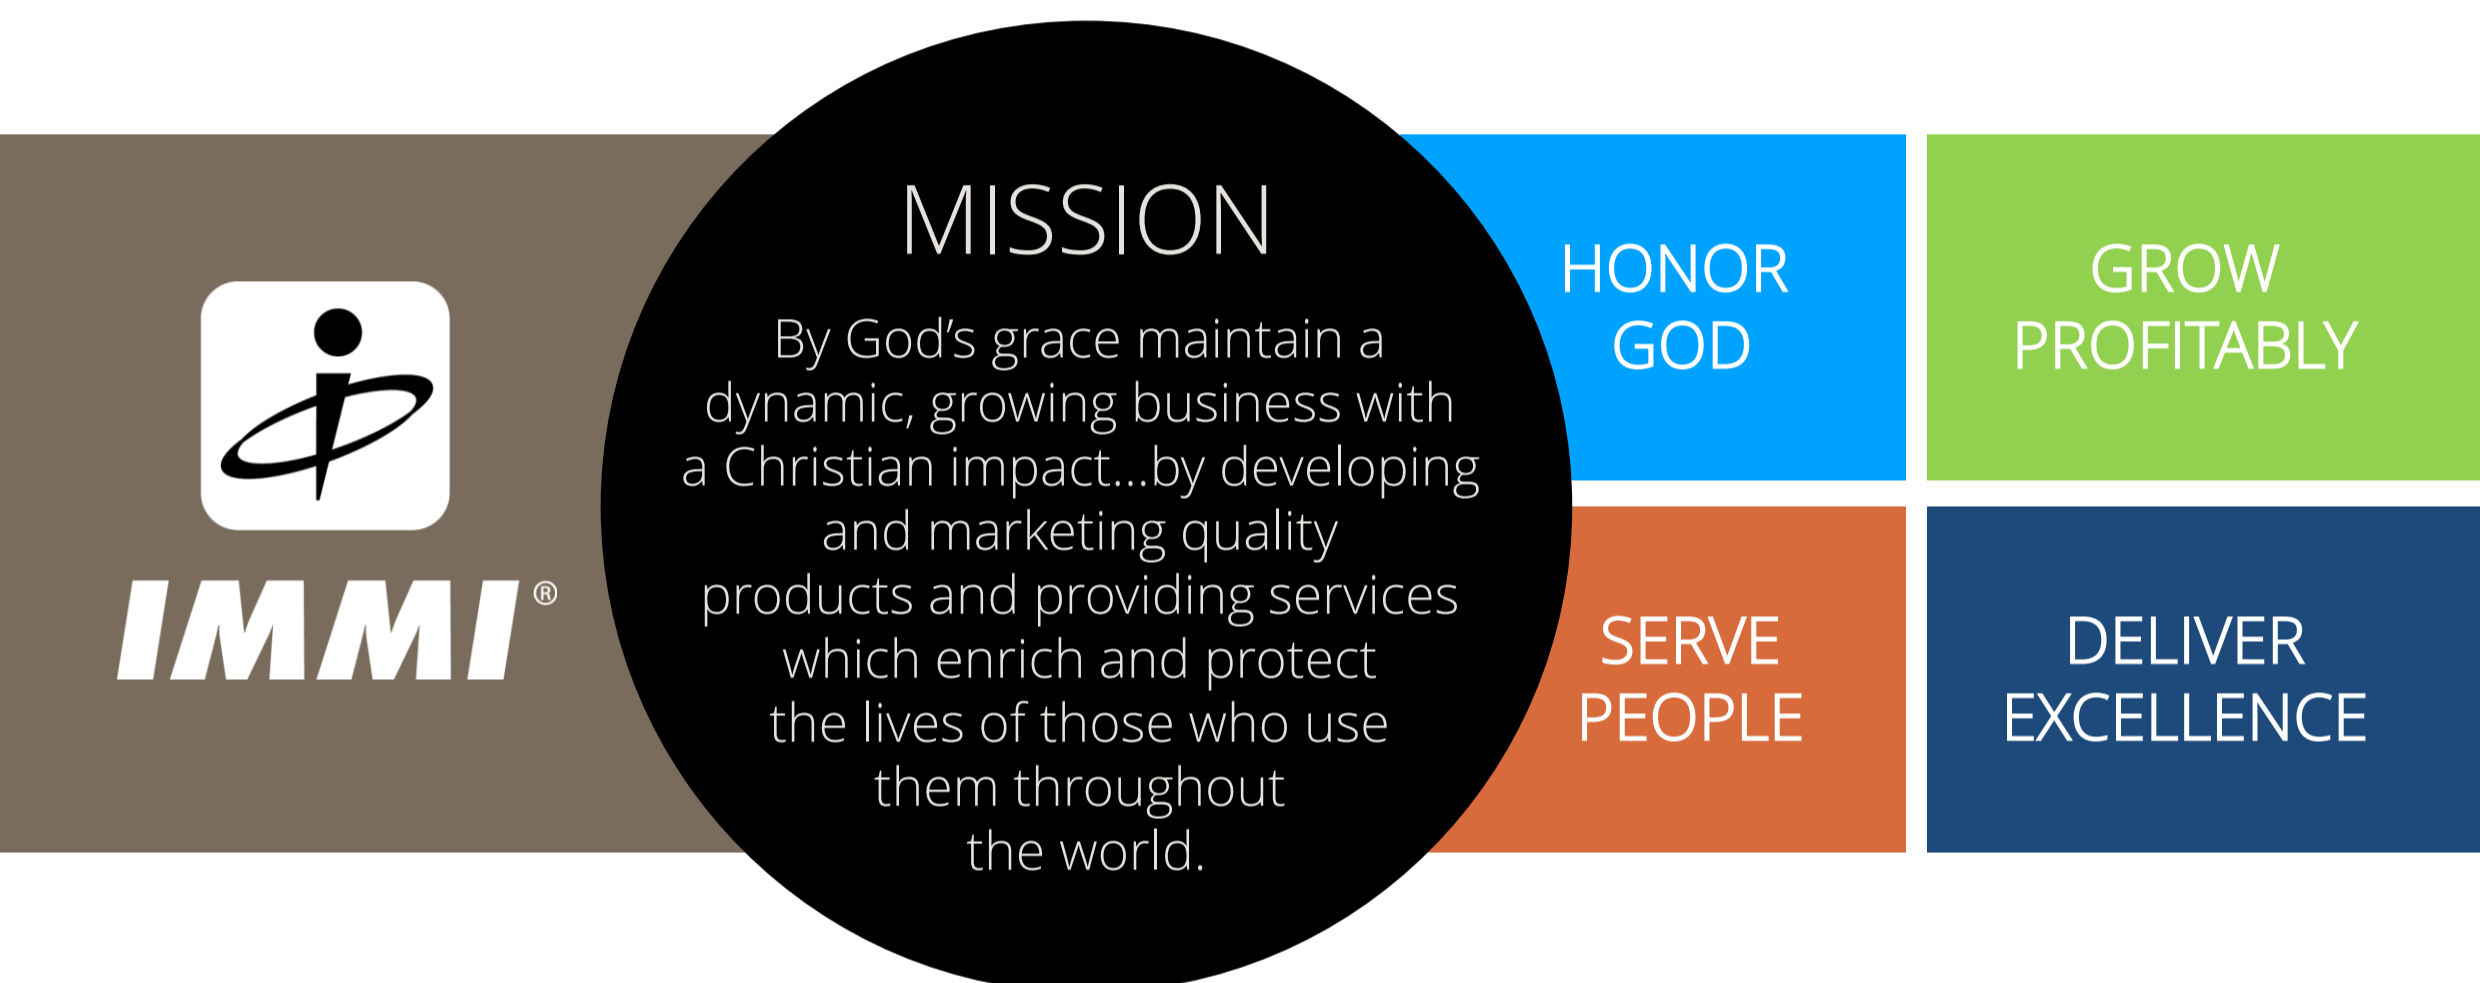 IMMI®
MISSION
By God’s grace maintain a
dynamic, growing business with
a Christian impact...by developing
and marketing quality
products and providing services
which enrich and protect
the lives of those who use
them throughout
the world.
HONOR
GOD
GROW
PROFITABLY
SERVE
PEOPLE
DELIVER
EXCELLENCE